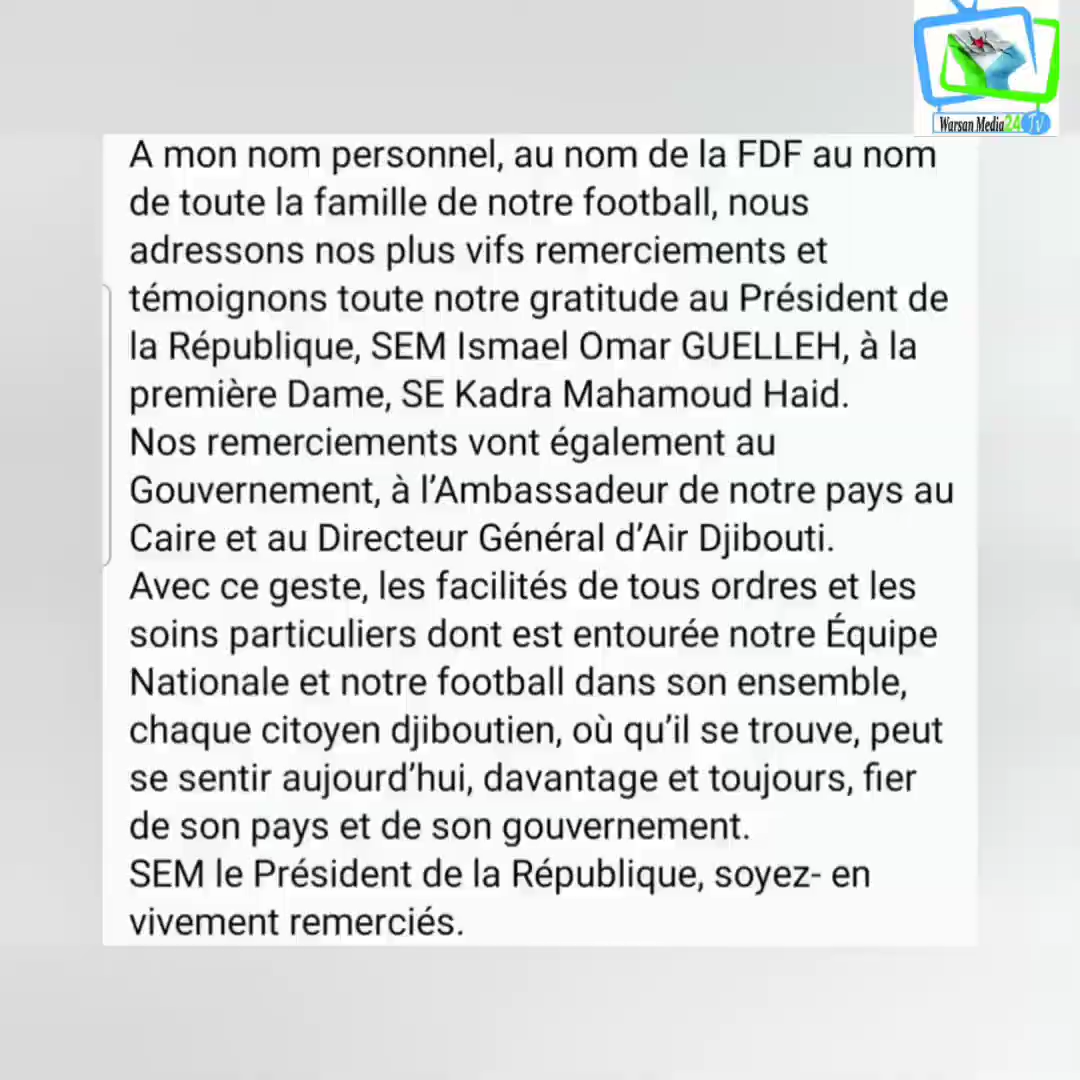 Warsan Media24 TV
A mon nom personnel, au nom de la FDF au nom
de toute la famille de notre football, nous
adressons nos plus vifs remerciements et
témoignons toute notre gratitude au Président de
la République, SEM Ismael Omar GUELLEH, à la
première Dame, SE Kadra Mahamoud Haid.
Nos remerciements vont également au
Gouvernement, à l’Ambassadeur de notre pays au
Caire et au Directeur Général d’Air Djibouti.
Avec ce geste, les facilités de tous ordres et les
soins particuliers dont est entourée notre Équipe
Nationale et notre football dans son ensemble,
chaque citoyen djiboutien, où qu’il se trouve, peut
se sentir aujourd’hui, davantage et toujours, fier
de son pays et de son gouvernement.
SEM le Président de la République, soyez- en
vivement remerciés.